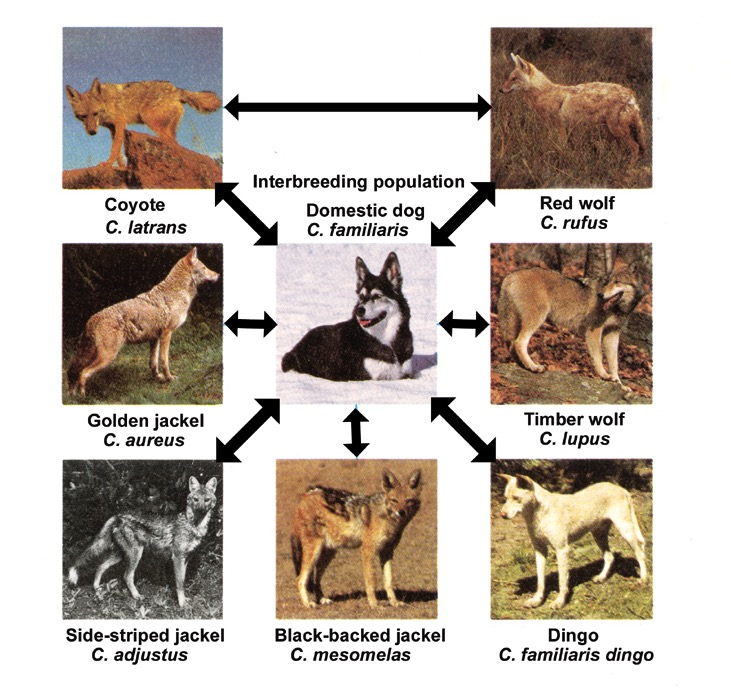 Interbreeding population
Coyote
C. latrans
Domestic dog
C. familiaris
Red wolf
C. rufus
Golden jackel
C. aureus
Timber wolf
C. lupus
Side-striped jackel
C. adjustus
Black-backed jackel
C. mesomelas
Dingo
C. familiaris dingo